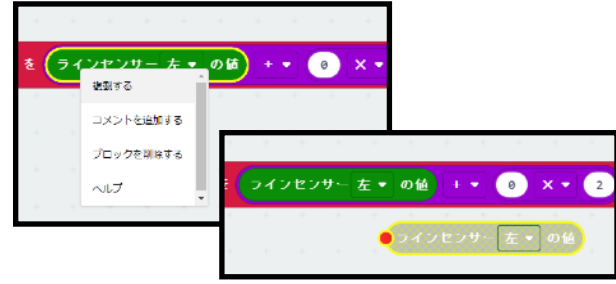 を ラインセンサー 左 の値 + 0 ×
複製する
コメントを追加する
ブロックを削除する
ヘルプ
ラインセンサー 左 の値 + 0 × 2
ラインセンサー 左 の値